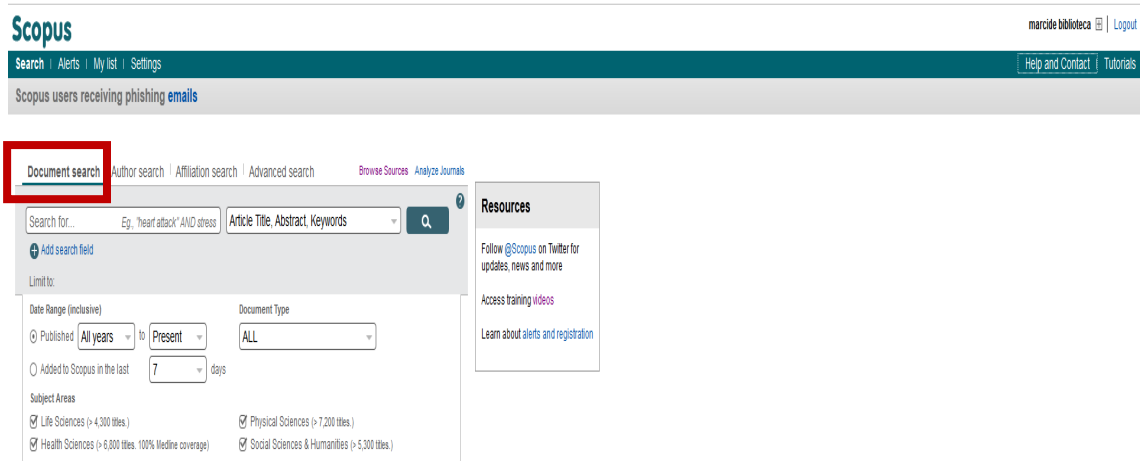 Scopus
marcide biblioteca | Logout
Search | Alerts | My list | Settings
Help and Contact | Tutorials
Scopus users receiving phishing emails
Document search | Author search | Affiliation search | Advanced search
Browse Sources Analyze Journals
?
Search for... Eg., "heart attack" AND stress
Article Title, Abstract, Keywords
Add search field
Limit to:
Date Range (inclusive) Document Type
Published All years to Present ALL
Added to Scopus in the last 7 days
Subject Areas
Life Sciences (> 4,300 titles.) Physical Sciences (> 7,200 titles.)
Health Sciences (> 6,800 titles. 100% Medline coverage) Social Sciences & Humanities (> 5,300 titles.)
Resources
Follow @Scopus on Twitter for
updates, news and more
Access training videos
Learn about alerts and registration